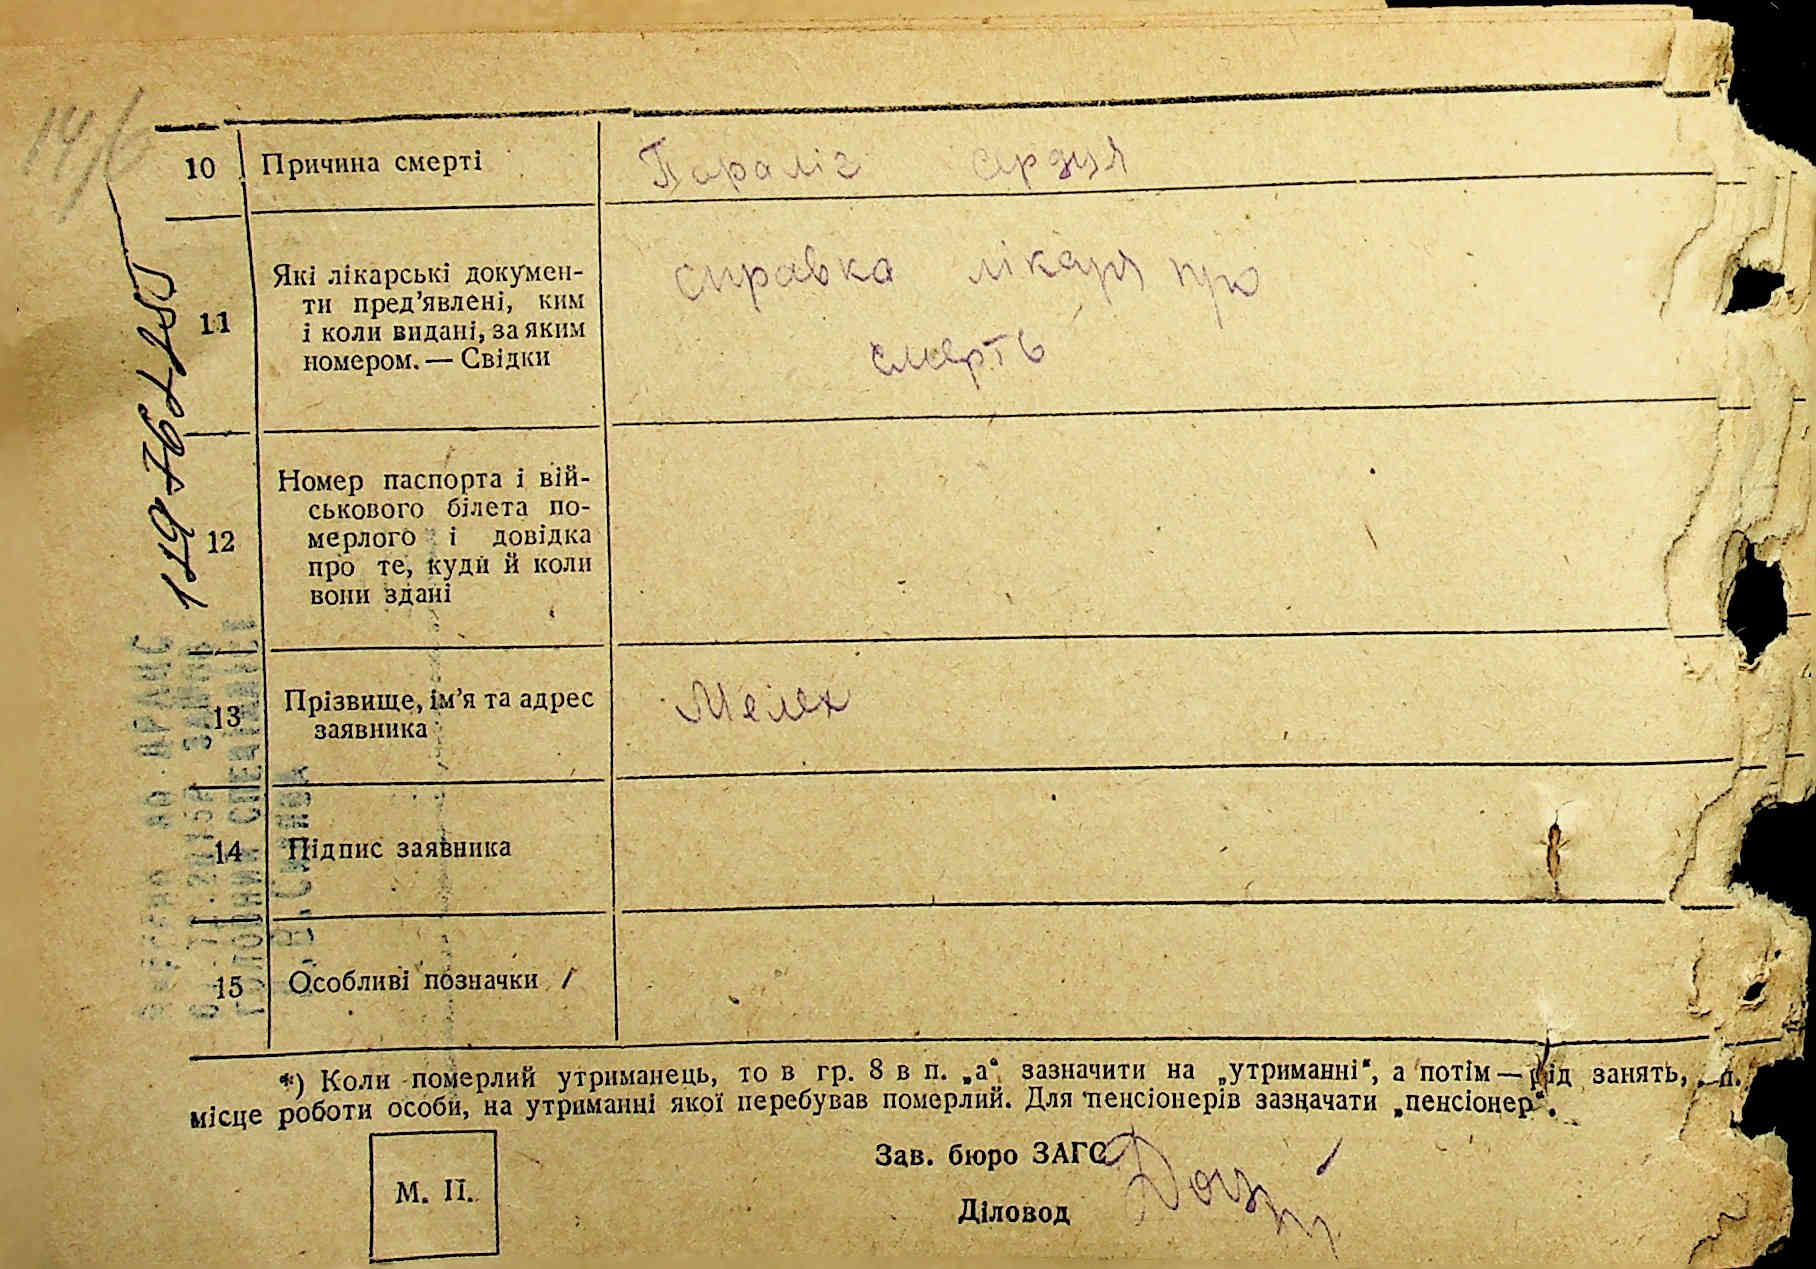 14/6
10 Причина смерті Параліг сердця
11 Які лікарські докумен-
ти пред’явлені, ким
і коли видані, за яким
номером. — Свідки
справка лікаря про
смерть
12 Номер паспорта і вій-
ськового білета по-
мерлого і довідка
про те, куди й коли
вони здані
13 Прізвище, ім’я та адрес
заявника
Мелех
14 Підпис заявника
15 Особливі позначки
*) Коли померлий утриманець, то в гр. 8 в п. „а“ зазначити на „утриманні“, а потім — рід занять, п.
місце роботи особи, на утриманні якої перебував померлий. Для пенсіонерів зазначати „пенсіонер“.
Зав. бюро ЗАГС
М. П.
Діловод